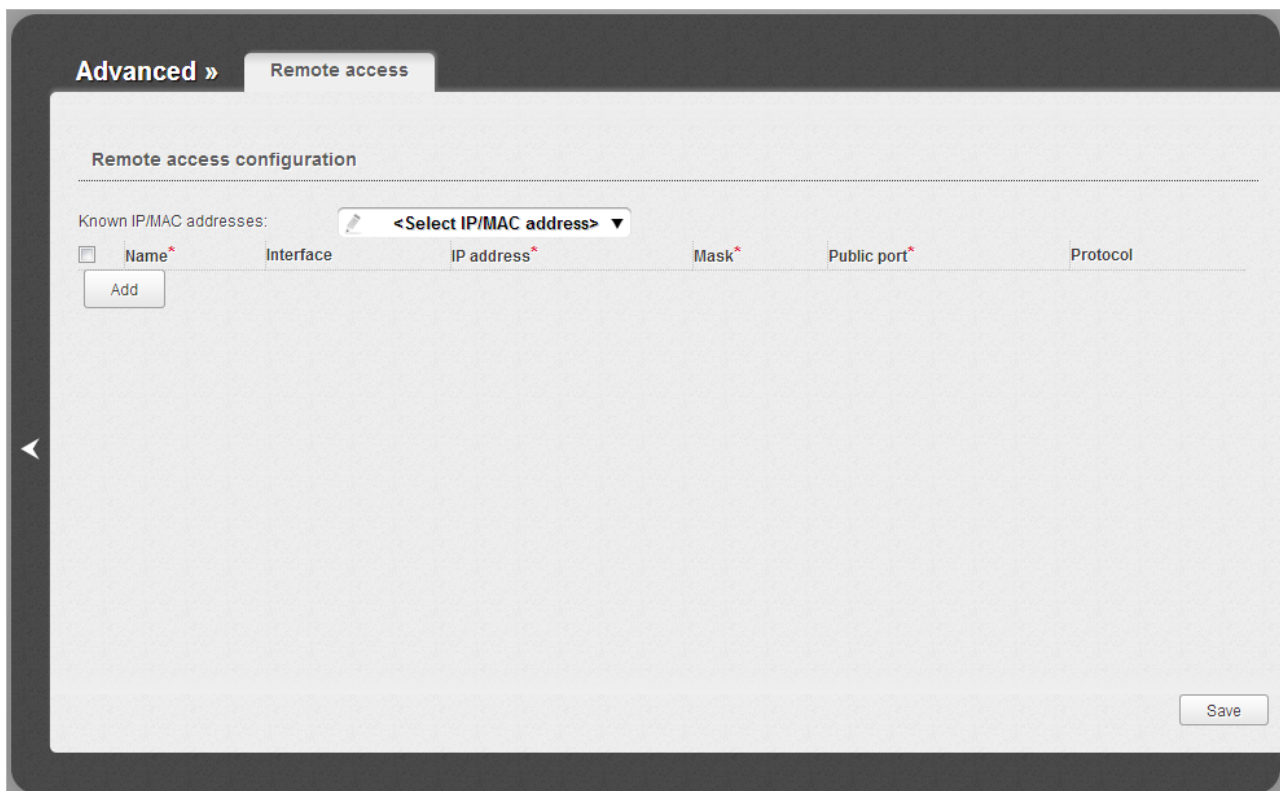 Advanced » Remote access
Remote access configuration
Known IP/MAC addresses: <Select IP/MAC address> ▼
Name* Interface IP address* Mask* Public port* Protocol
Add
Save